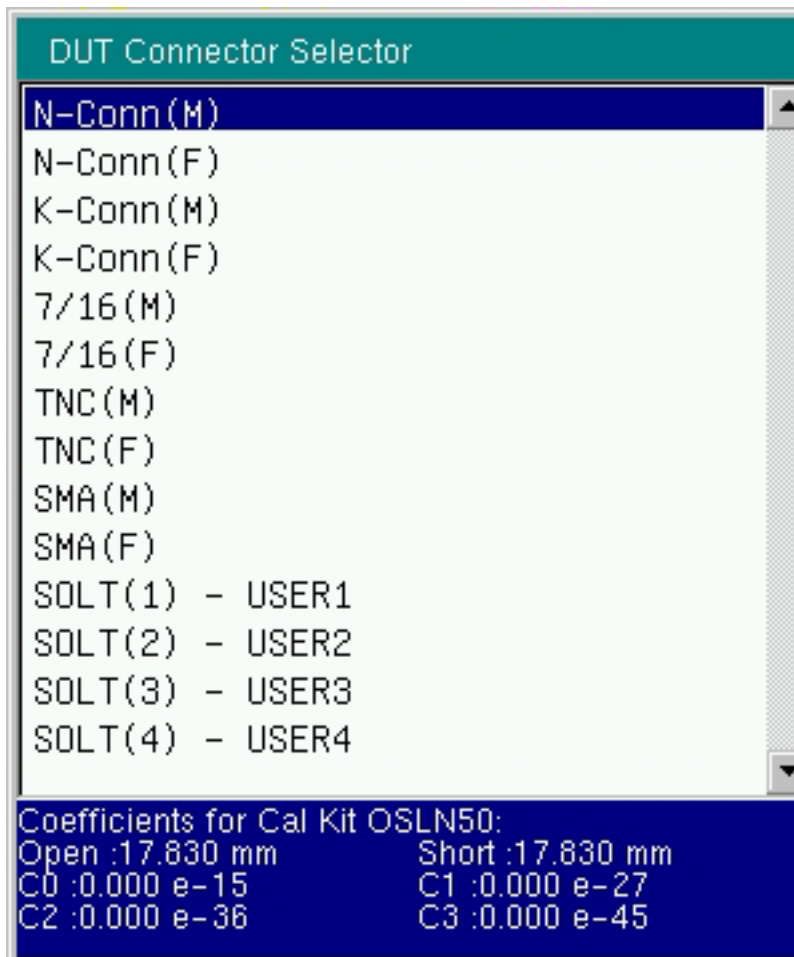 DUT Connector Selector
N-Conn(M)
N-Conn(F)
K-Conn(M)
K-Conn(F)
7/16(M)
7/16(F)
TNC(M)
TNC(F)
SMA(M)
SMA(F)
SOLT(1) - USER1
SOLT(2) - USER2
SOLT(3) - USER3
SOLT(4) - USER4
Coefficients for Cal Kit OSLN50:
Open :17.830 mm Short :17.830 mm
C0 :0.000 e-15 C1 :0.000 e-27
C2 :0.000 e-36 C3 :0.000 e-45